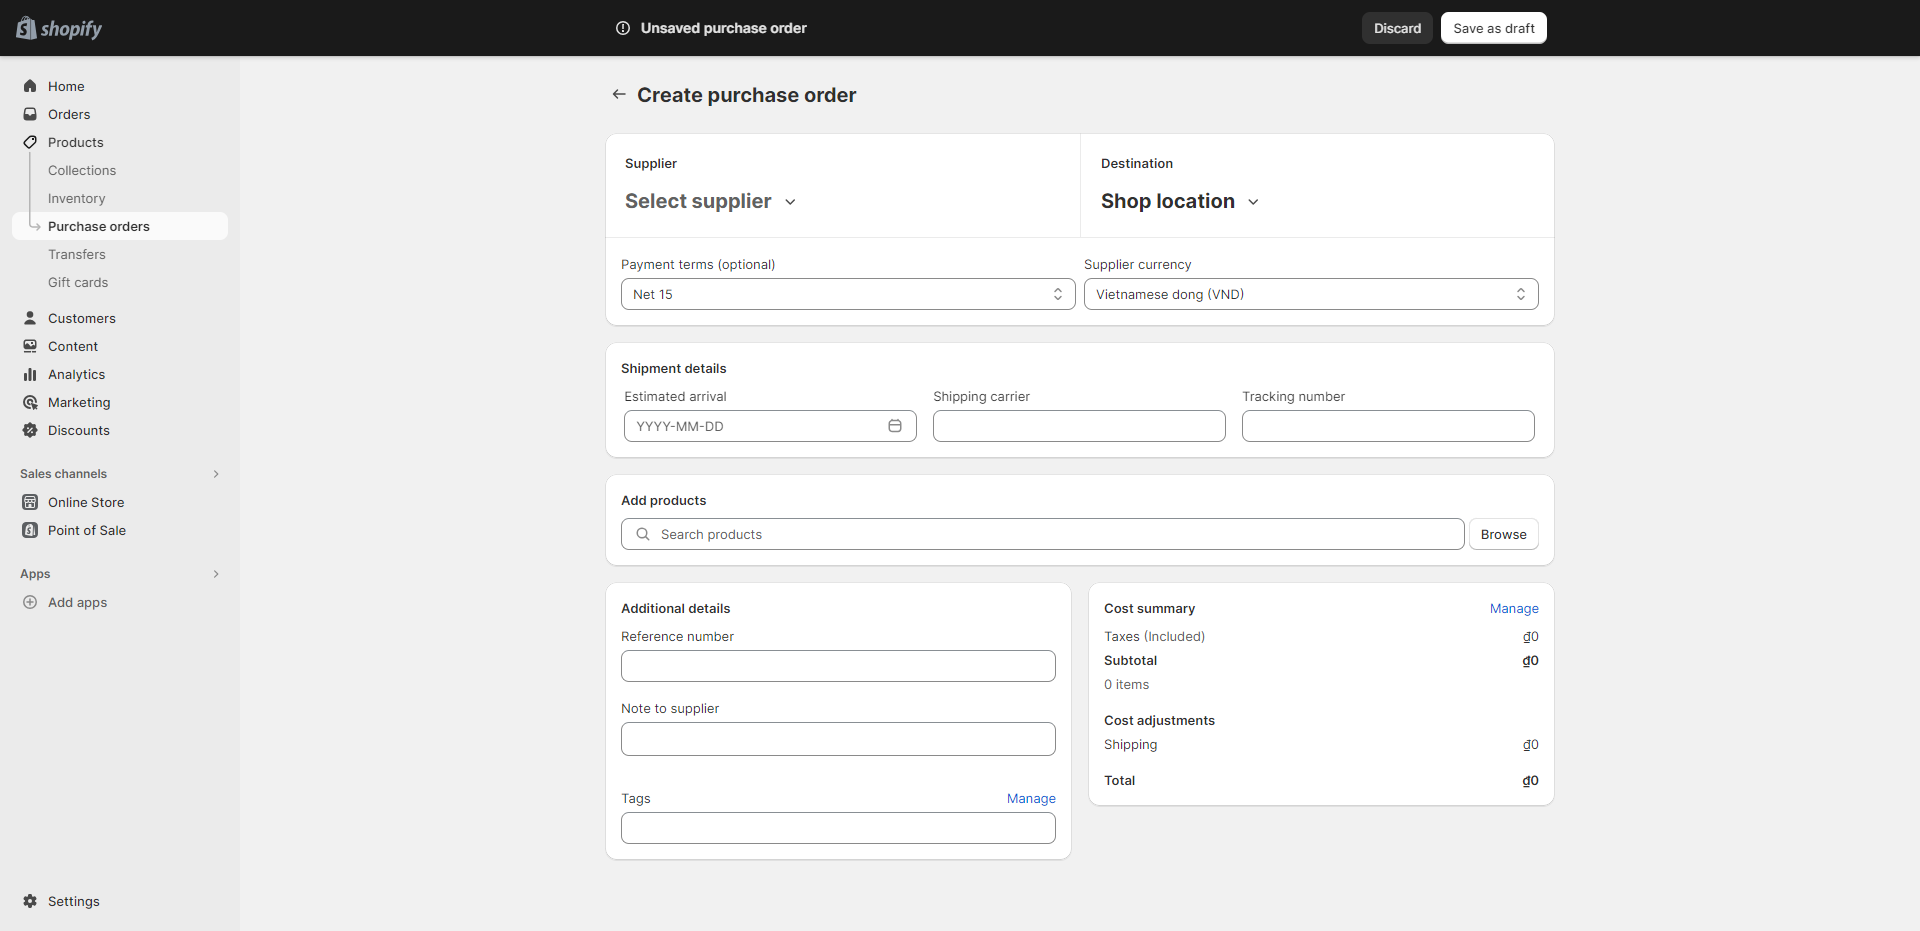 shopify
Unsaved purchase order
Discard
Save as draft
Home
Orders
Products
Collections
Inventory
Purchase orders
Transfers
Gift cards
Customers
Content
Analytics
Marketing
Discounts
Sales channels
Online Store
Point of Sale
Apps
Add apps
Settings
Create purchase order
Supplier
Select supplier
Destination
Shop location
Payment terms (optional)
Net 15
Supplier currency
Vietnamese dong (VND)
Shipment details
Estimated arrival
YYYY-MM-DD
Shipping carrier
Tracking number
Add products
Search products
Browse
Additional details
Reference number
Note to supplier
Tags
Manage
Cost summary
Manage
Taxes (Included)
₫0
Subtotal
₫0
0 items
Cost adjustments
Shipping
₫0
Total
₫0